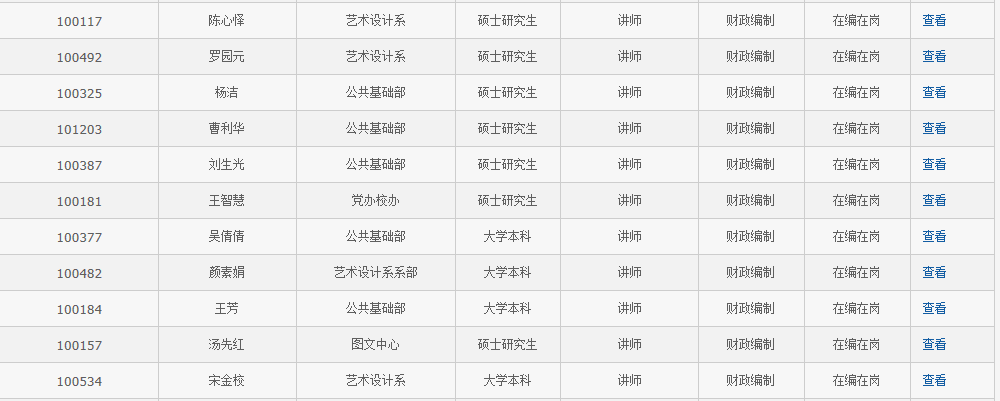 100117 陈心怿 艺术设计系 硕士研究生 讲师 财政编制 在编在岗 查看
100492 罗园元 艺术设计系 硕士研究生 讲师 财政编制 在编在岗 查看
100325 杨洁 公共基础部 硕士研究生 讲师 财政编制 在编在岗 查看
101203 曹利华 公共基础部 硕士研究生 讲师 财政编制 在编在岗 查看
100387 刘生光 公共基础部 硕士研究生 讲师 财政编制 在编在岗 查看
100181 王智慧 党办校办 硕士研究生 讲师 财政编制 在编在岗 查看
100377 吴倩倩 公共基础部 大学本科 讲师 财政编制 在编在岗 查看
100482 颜素娟 艺术设计系系部 大学本科 讲师 财政编制 在编在岗 查看
100184 王芳 公共基础部 大学本科 讲师 财政编制 在编在岗 查看
100157 汤先红 图文中心 硕士研究生 讲师 财政编制 在编在岗 查看
100534 宋金校 艺术设计系 大学本科 讲师 财政编制 在编在岗 查看